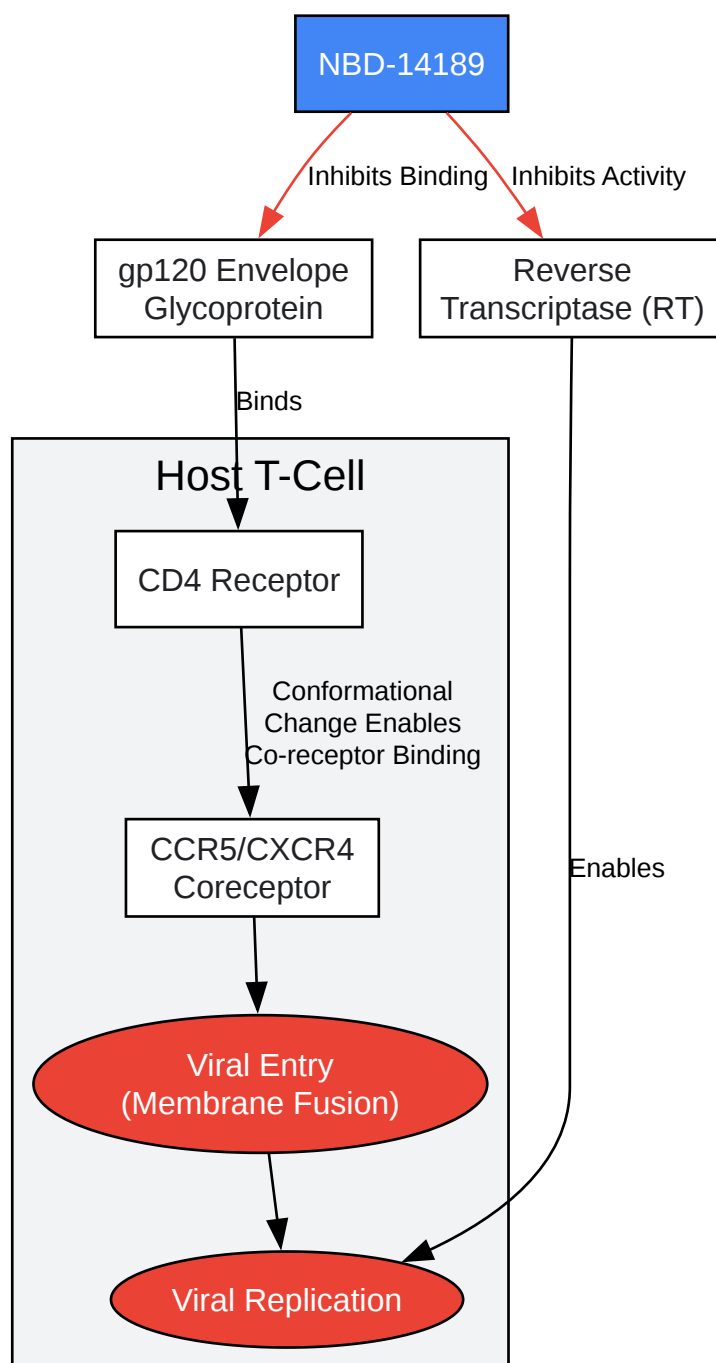 NBD-14189
Inhibits Binding
Inhibits Activity
gp120 Envelope
Glycoprotein
Reverse
Transcriptase (RT)
Binds
Host T-Cell
CD4 Receptor
Conformational
Change Enables
Co-receptor Binding
CCR5/CXCR4
Coreceptor
Enables
Viral Entry
(Membrane Fusion)
Viral Replication